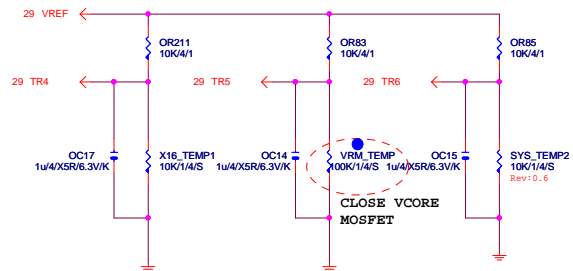 29 VREF
OR211
10K/4/1
OR83
10K/4/1
OR85
10K/4/1
29 TR4
29 TR5
29 TR6
OC17
1u/4/X5R/6.3V/K
X16_TEMP1
10K/1/4/S
OC14
1u/4/X5R/6.3V/K
VRM_TEMP
100K/1/4/S
OC15
1u/4/X5R/6.3V/K
SYS_TEMP2
10K/1/4/S
Rev:0.6
CLOSE VCORE
MOSFET